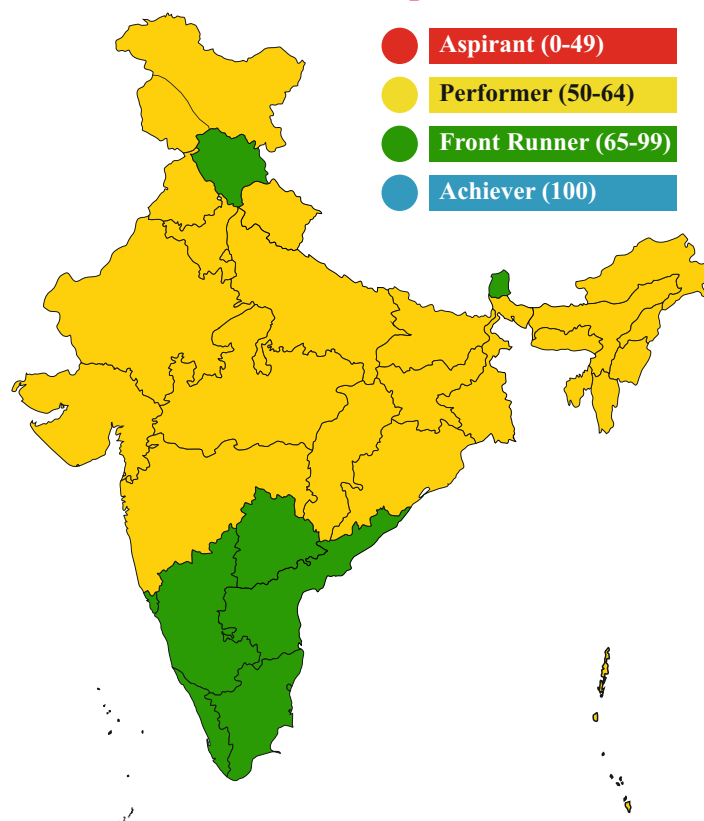 Aspirant (0-49)
Performer (50-64)
Front Runner (65-99)
Achiever (100)